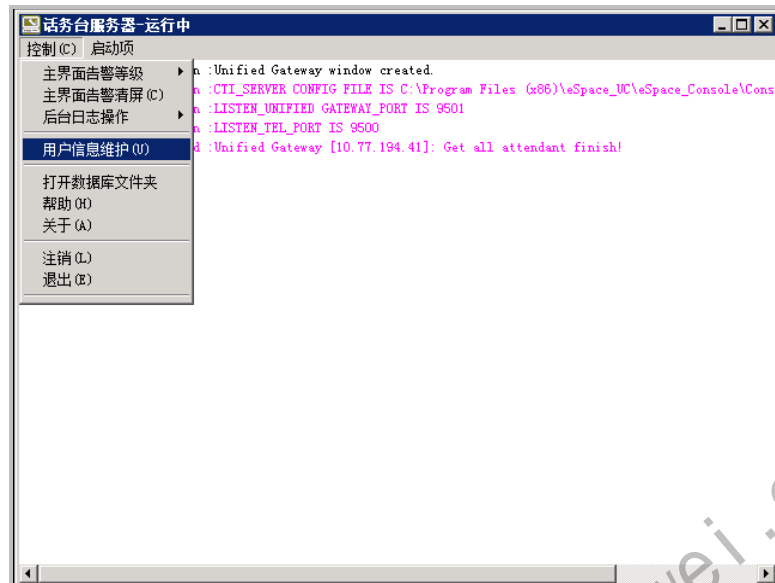 话务台服务器-运行中
控制(C) 启动项
主界面告警等级
主界面告警清屏(C)
后台日志操作
用户信息维护(U)
打开数据库文件夹
帮助(H)
关于(A)
注销(L)
退出(E)
n :Unified Gateway window created.
n :CTI_SERVER CONFIG FILE IS C:\Program Files (x86)\eSpace_UC\eSpace_Console\Cons
n :LISTEN_UNIFIED GATEWAY_PORT IS 9501
n :LISTEN_TEL_PORT IS 9500
d :Unified Gateway [10.77.194.41]: Get all attendant finish!